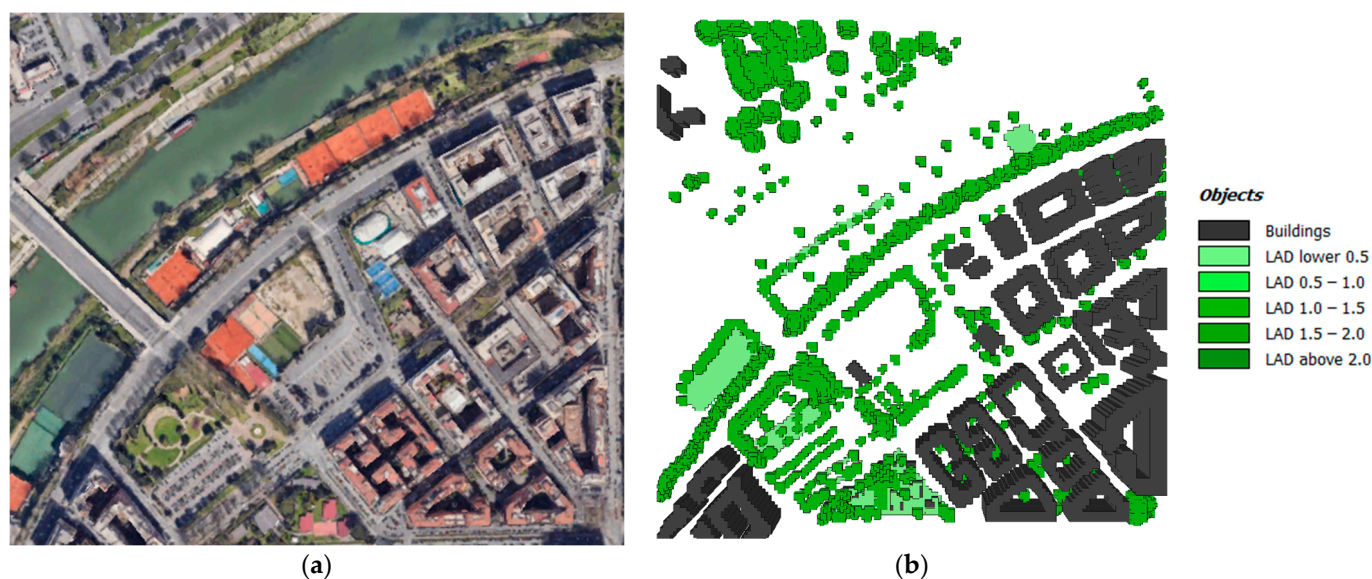 Objects
Buildings
LAD lower 0.5
LAD 0.5 – 1.0
LAD 1.0 – 1.5
LAD 1.5 – 2.0
LAD above 2.0
(a)
(b)